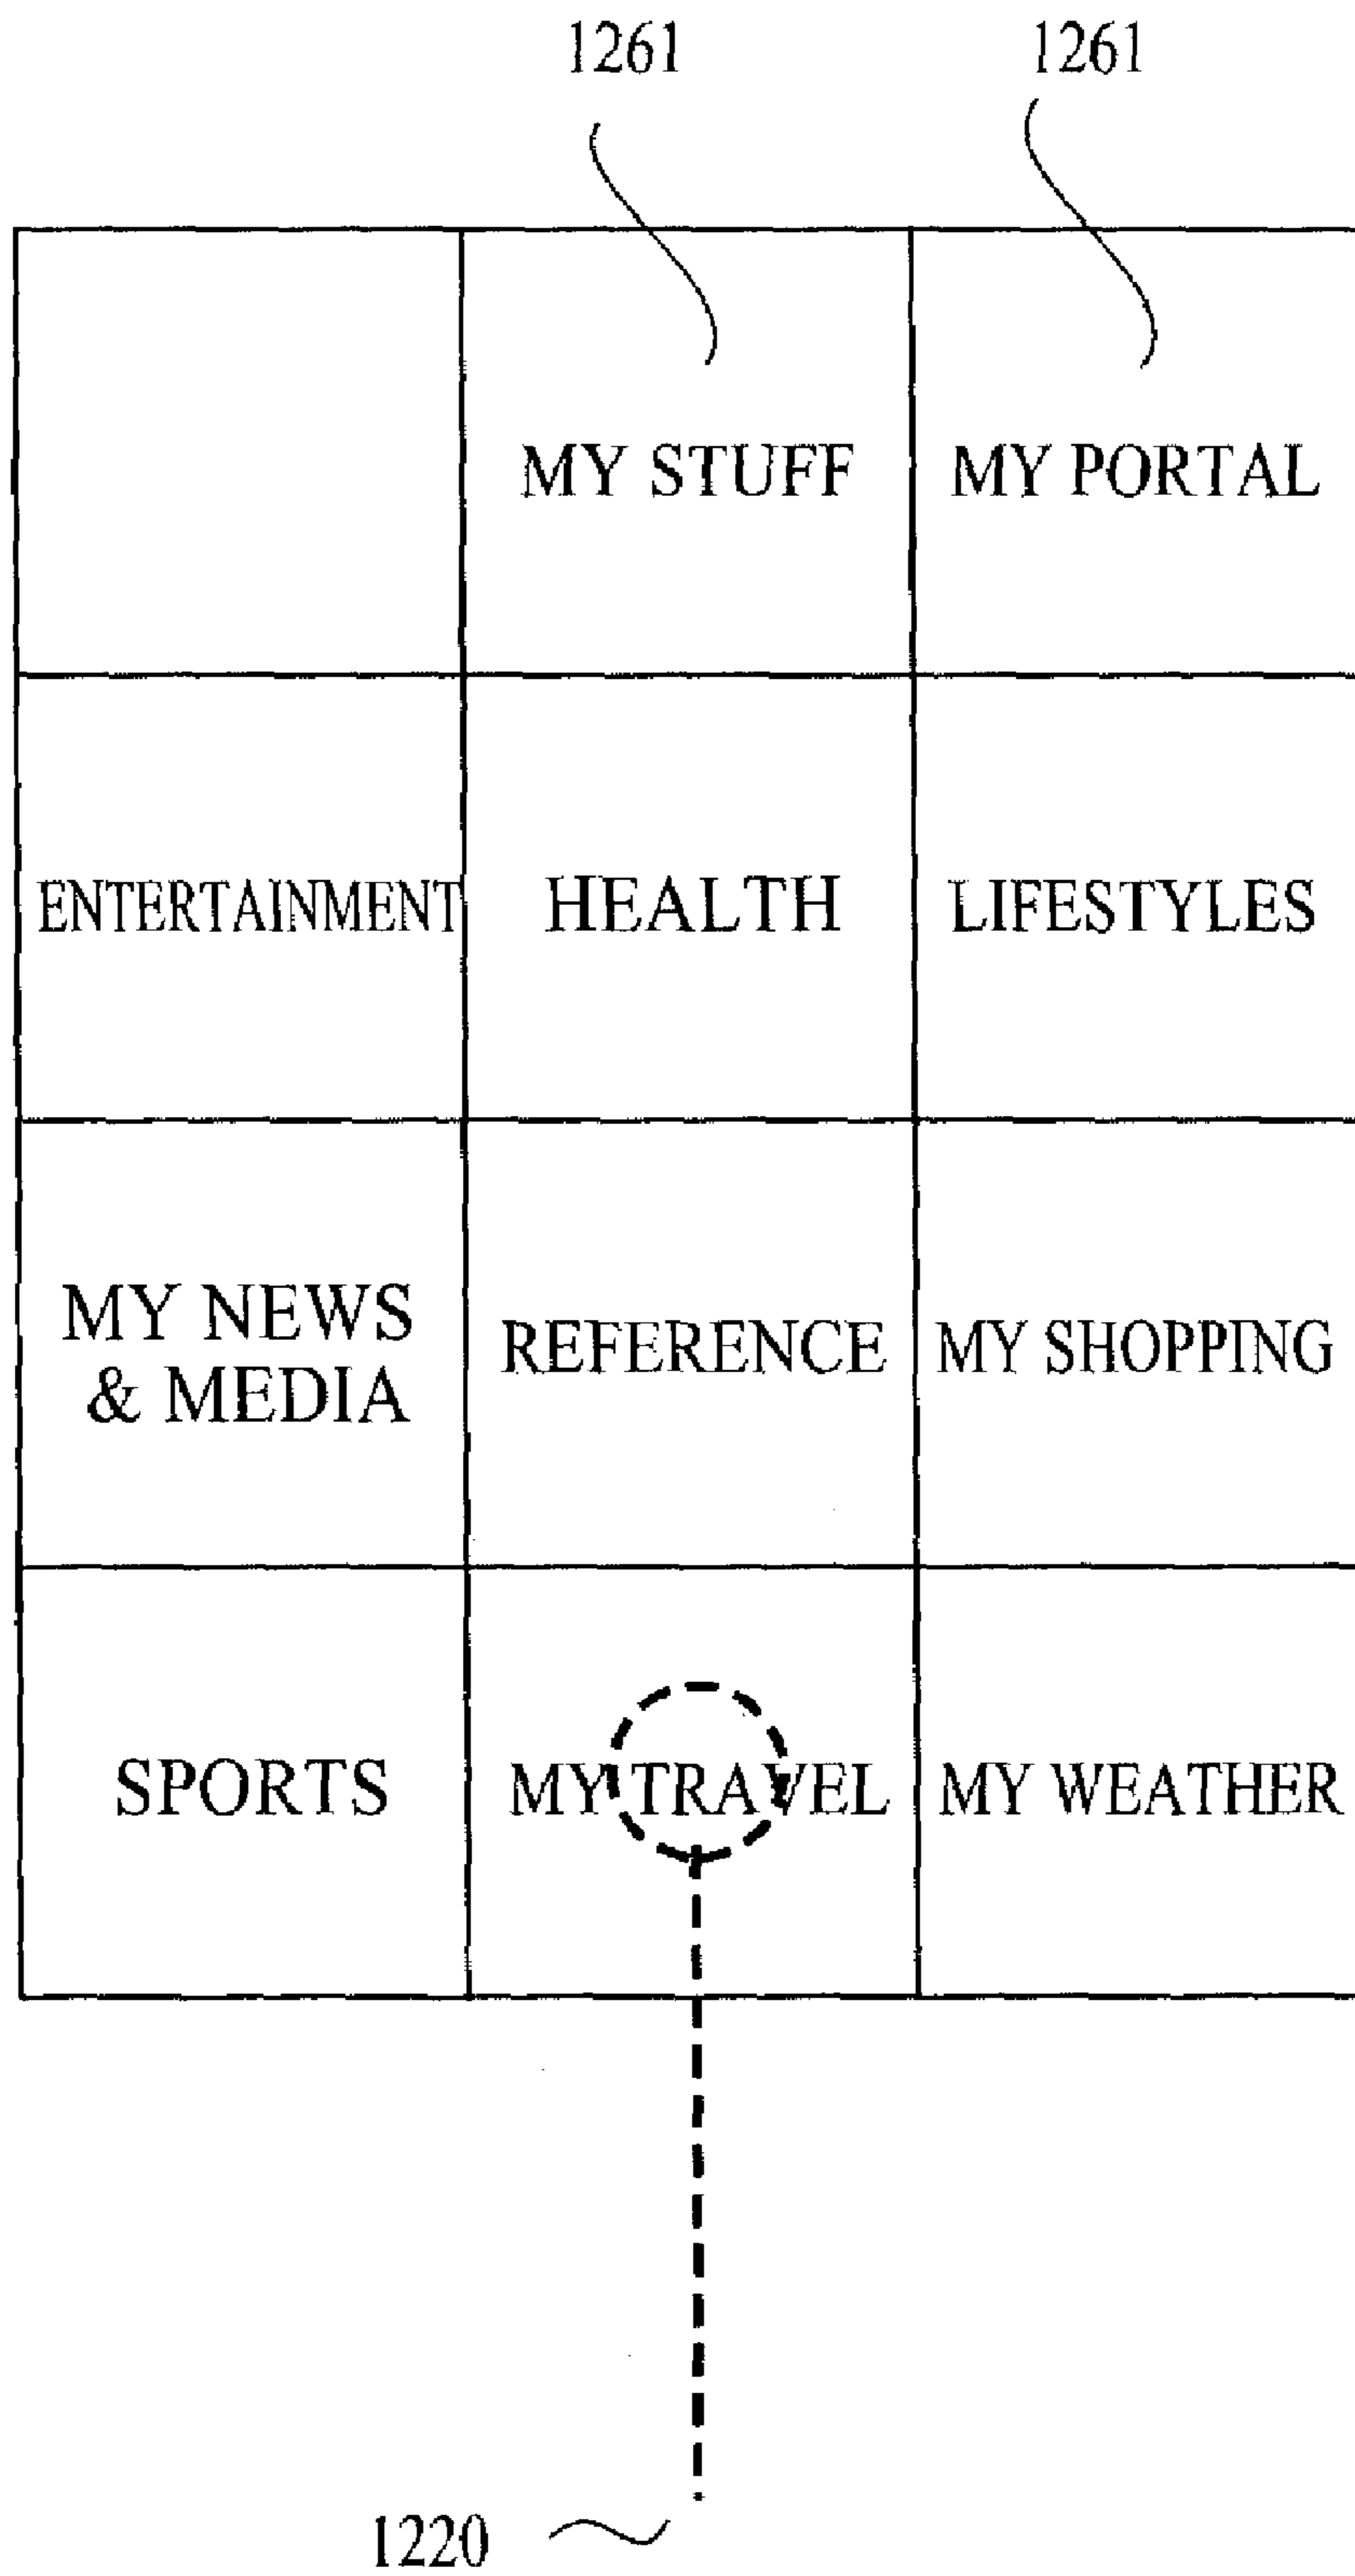 1261 1261
MY STUFF MY PORTAL
ENTERTAINMENT HEALTH LIFESTYLES
MY NEWS
& MEDIA
REFERENCE MY SHOPPING
SPORTS MY TRAVEL MY WEATHER
1220